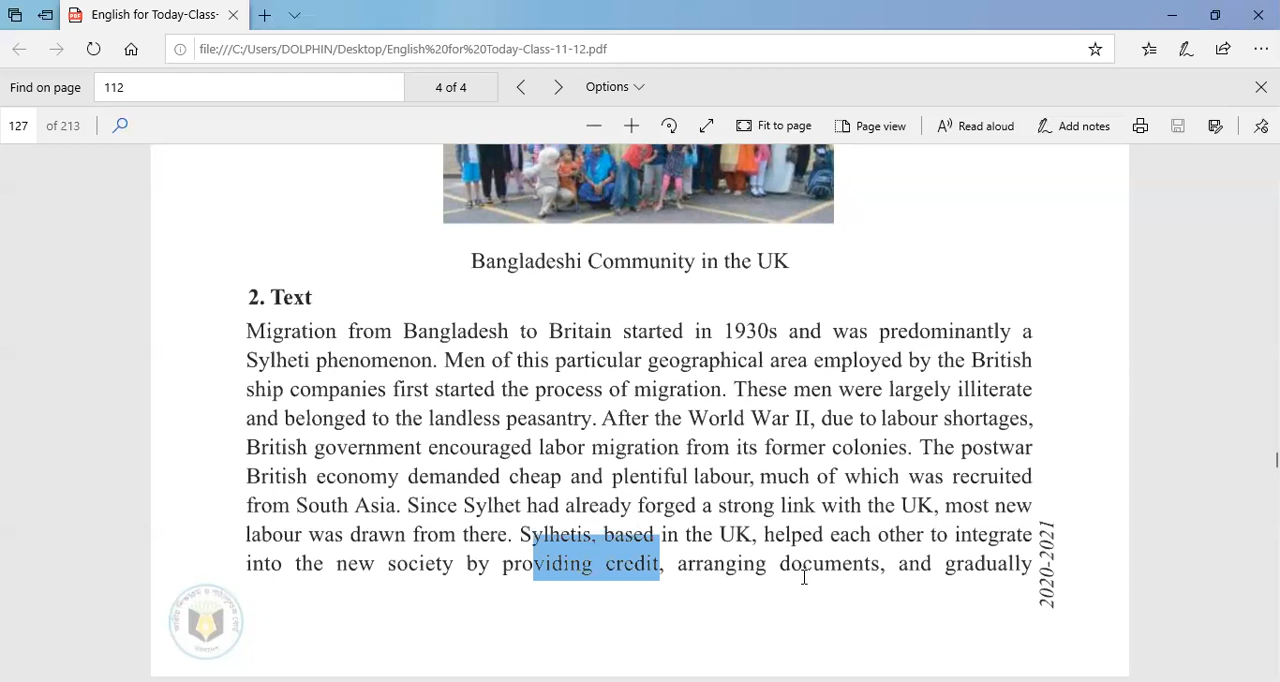 English for Today-Class-
file:///C:/Users/DOLPHIN/Desktop/English%20for%20Today-Class-11-12.pdf
Find on page 112 4 of 4 Options
127 of 213 Fit to page Page view Read aloud Add notes
Bangladeshi Community in the UK
2. Text
Migration from Bangladesh to Britain started in 1930s and was predominantly a
Sylheti phenomenon. Men of this particular geographical area employed by the British
ship companies first started the process of migration. These men were largely illiterate
and belonged to the landless peasantry. After the World War II, due to labour shortages,
British government encouraged labor migration from its former colonies. The postwar
British economy demanded cheap and plentiful labour, much of which was recruited
from South Asia. Since Sylhet had already forged a strong link with the UK, most new
labour was drawn from there. Sylhetis, based in the UK, helped each other to integrate
into the new society by providing credit, arranging documents, and gradually
2020-2021